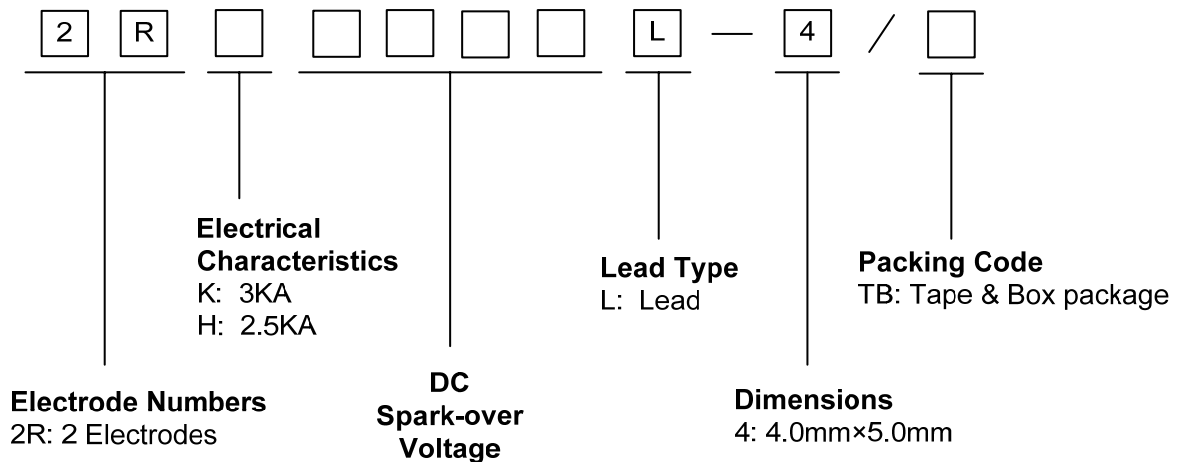 2 R L — 4 /
Electrical
Characteristics
K: 3KA
H: 2.5KA
Lead Type
L: Lead
Packing Code
TB: Tape & Box package
Electrode Numbers
2R: 2 Electrodes
DC
Spark-over
Voltage
Dimensions
4: 4.0mm×5.0mm